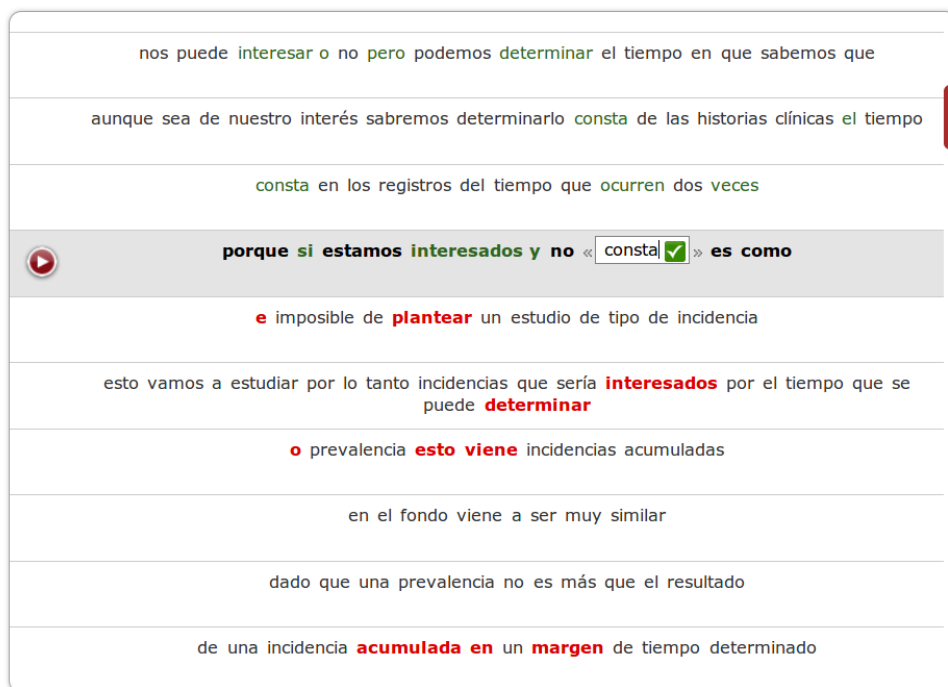 nos puede interesar o no pero podemos determinar el tiempo en que sabemos que
aunque sea de nuestro interés sabremos determinarlo consta de las historias clínicas el tiempo
consta en los registros del tiempo que ocurren dos veces
porque si estamos interesados y no « consta » es como
e imposible de plantear un estudio de tipo de incidencia
esto vamos a estudiar por lo tanto incidencias que sería interesados por el tiempo que se
puede determinar
o prevalencia esto viene incidencias acumuladas
en el fondo viene a ser muy similar
dado que una prevalencia no es más que el resultado
de una incidencia acumulada en un margen de tiempo determinado